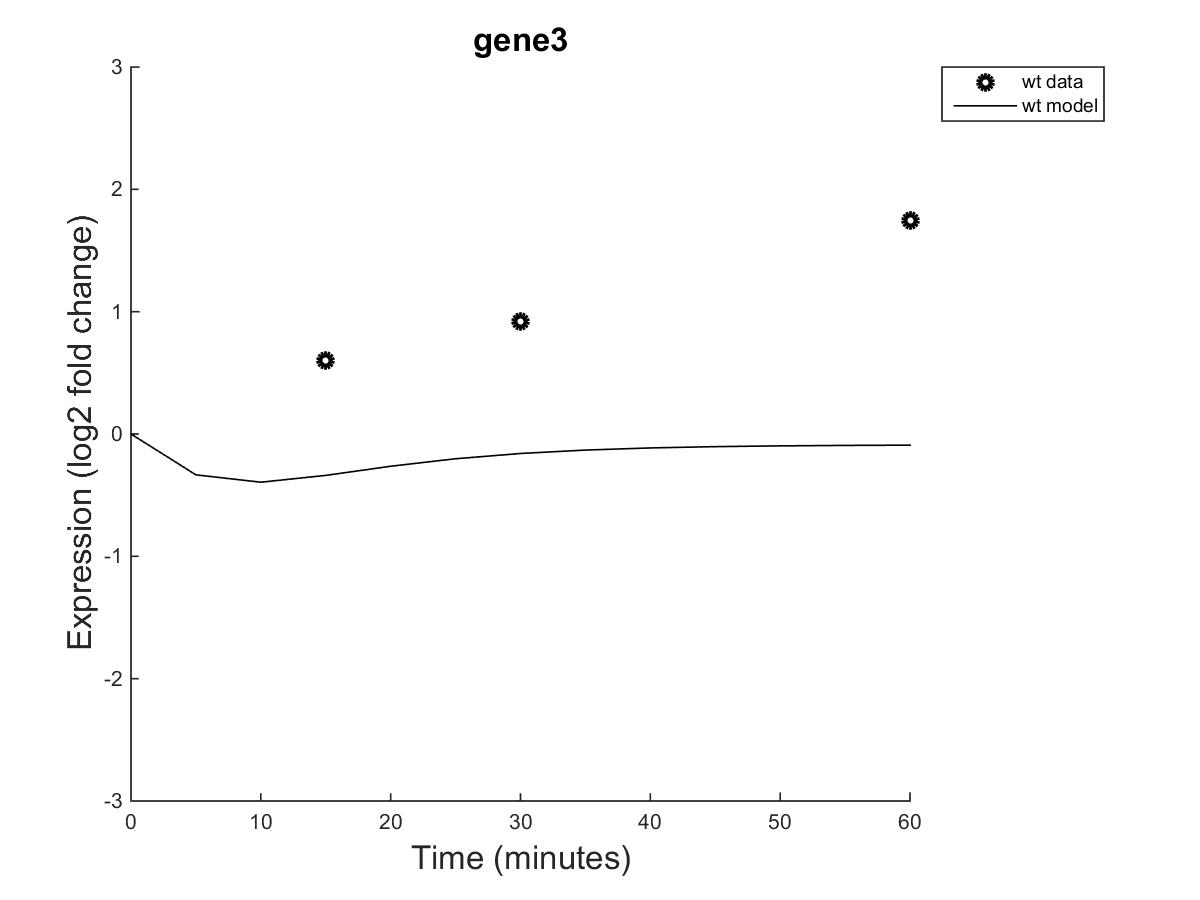 gene3
wt data
wt model
Expression (log2 fold change)
3
2
1
0
-1
-2
-3
0 10 20 30 40 50 60
Time (minutes)